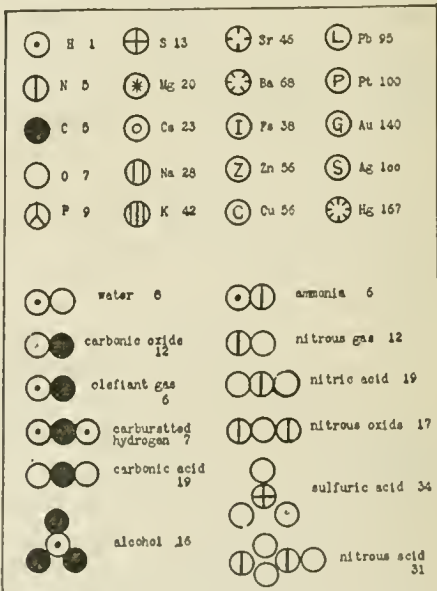 H 1 S 13 Sr 46 L Pb 95
N 5 Mg 20 Ba 68 P Pt 100
C 5 Ca 23 I Fe 38 G Au 140
O 7 Na 28 Z Zn 56 S Ag 100
P 9 K 42 C Cu 56 Hg 167
water 8 ammonia 6
carbonic oxide nitrous gas 12
12
olefiant gas nitric acid 19
6
carburetted nitrous oxide 17
hydrogen 7
carbonic acid
19
sulfuric acid 34
alcohol 16
nitrous acid
31